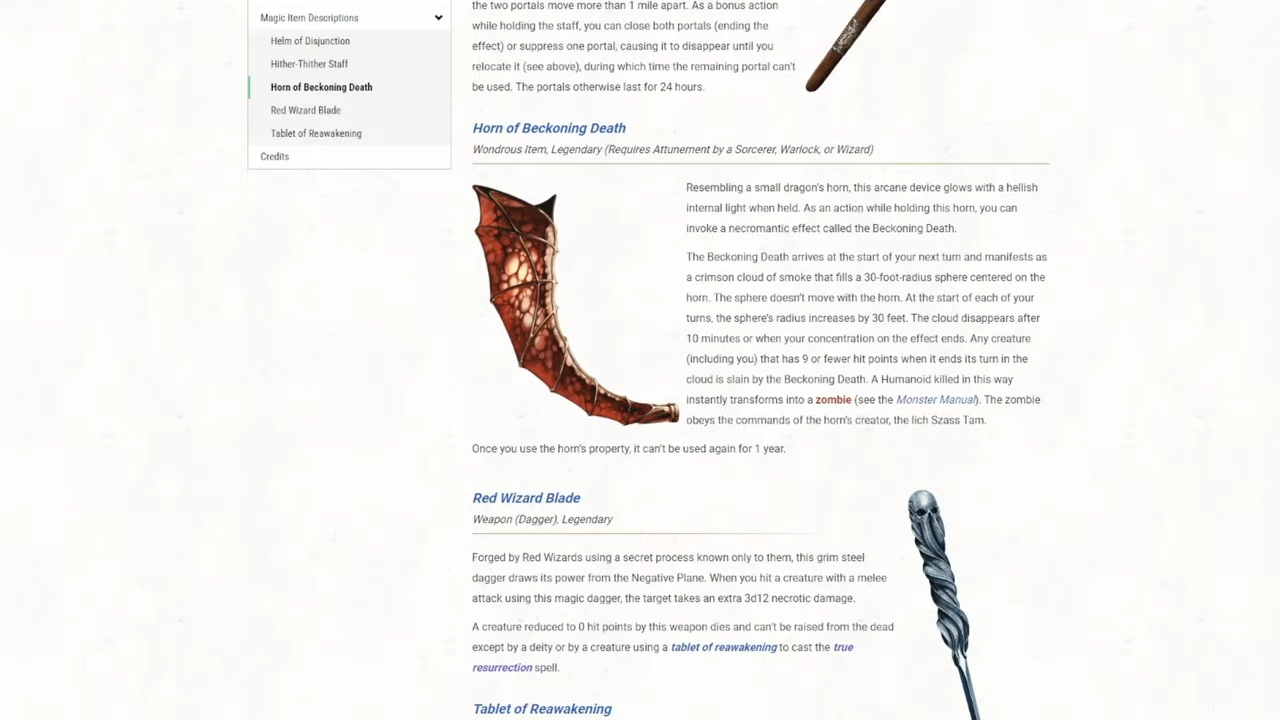 Magic Item Descriptions
Helm of Disjunction
Hither-Thither Staff
Horn of Beckoning Death
Red Wizard Blade
Tablet of Reawakening
Credits
the two portals move more than 1 mile apart. As a bonus action
while holding the staff, you can close both portals (ending the
effect) or suppress one portal, causing it to disappear until you
relocate it (see above), during which time the remaining portal can't
be used. The portals otherwise last for 24 hours.
Horn of Beckoning Death
Wondrous Item, Legendary (Requires Attunement by a Sorcerer, Warlock, or Wizard)
Resembling a small dragon's horn, this arcane device glows with a hellish
internal light when held. As an action while holding this horn, you can
invoke a necromantic effect called the Beckoning Death.
The Beckoning Death arrives at the start of your next turn and manifests as
a crimson cloud of smoke that fills a 30-foot-radius sphere centered on the
horn. The sphere doesn't move with the horn. At the start of each of your
turns, the sphere's radius increases by 30 feet. The cloud disappears after
10 minutes or when your concentration on the effect ends. Any creature
(including you) that has 9 or fewer hit points when it ends its turn in the
cloud is slain by the Beckoning Death. A Humanoid killed in this way
instantly transforms into a zombie (see the Monster Manual). The zombie
obeys the commands of the horn's creator, the lich Szass Tam.
Once you use the horn's property, it can't be used again for 1 year.
Red Wizard Blade
Weapon (Dagger), Legendary
Forged by Red Wizards using a secret process known only to them, this grim steel
dagger draws its power from the Negative Plane. When you hit a creature with a melee
attack using this magic dagger, the target takes an extra 3d12 necrotic damage.
A creature reduced to 0 hit points by this weapon dies and can't be raised from the dead
except by a deity or by a creature using a tablet of reawakening to cast the true
resurrection spell.
Tablet of Reawakening